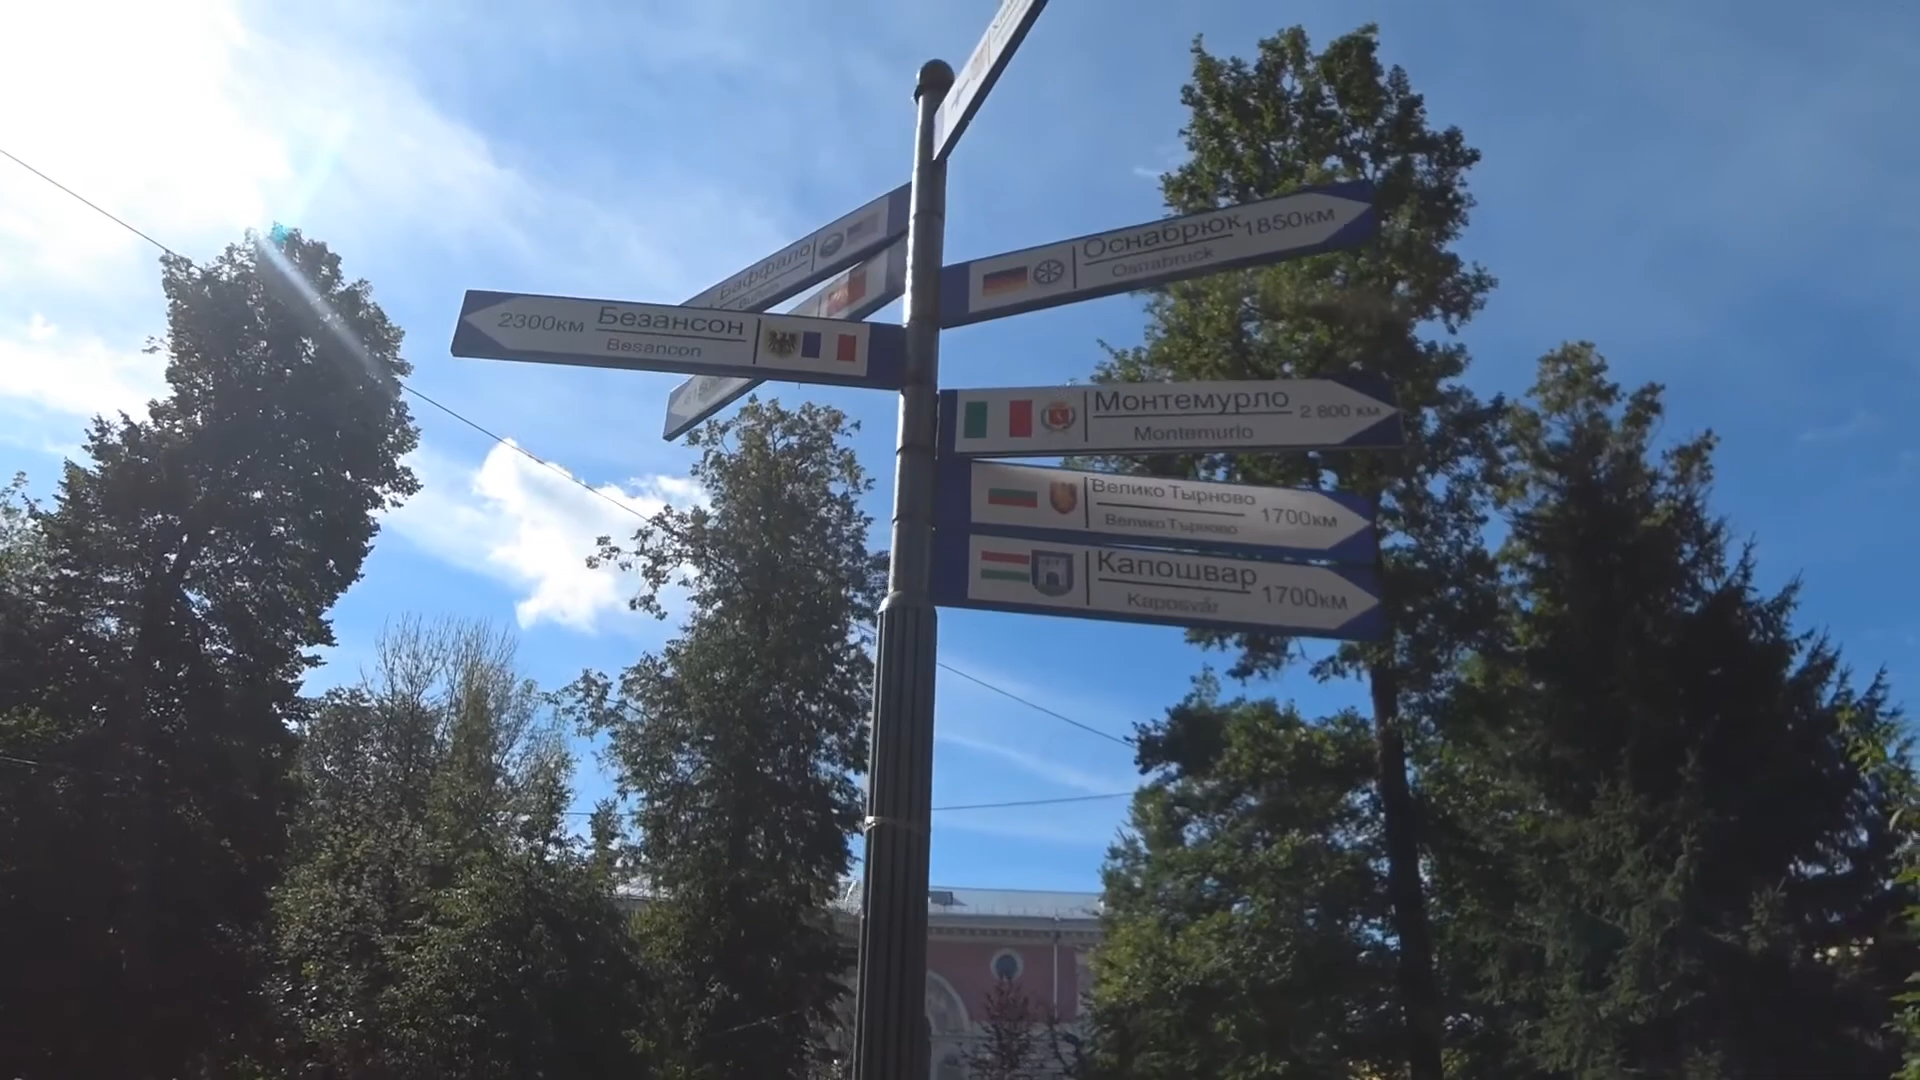 Баффало
Buffalo
2300км
Безансон
Besancon
Оснабрюк
1850км
Osnabruck
Монтемурло
2 800 км
Montemurlo
Велико Тырново
1700км
Велико Търново
Капошвар
1700км
Kaposvár